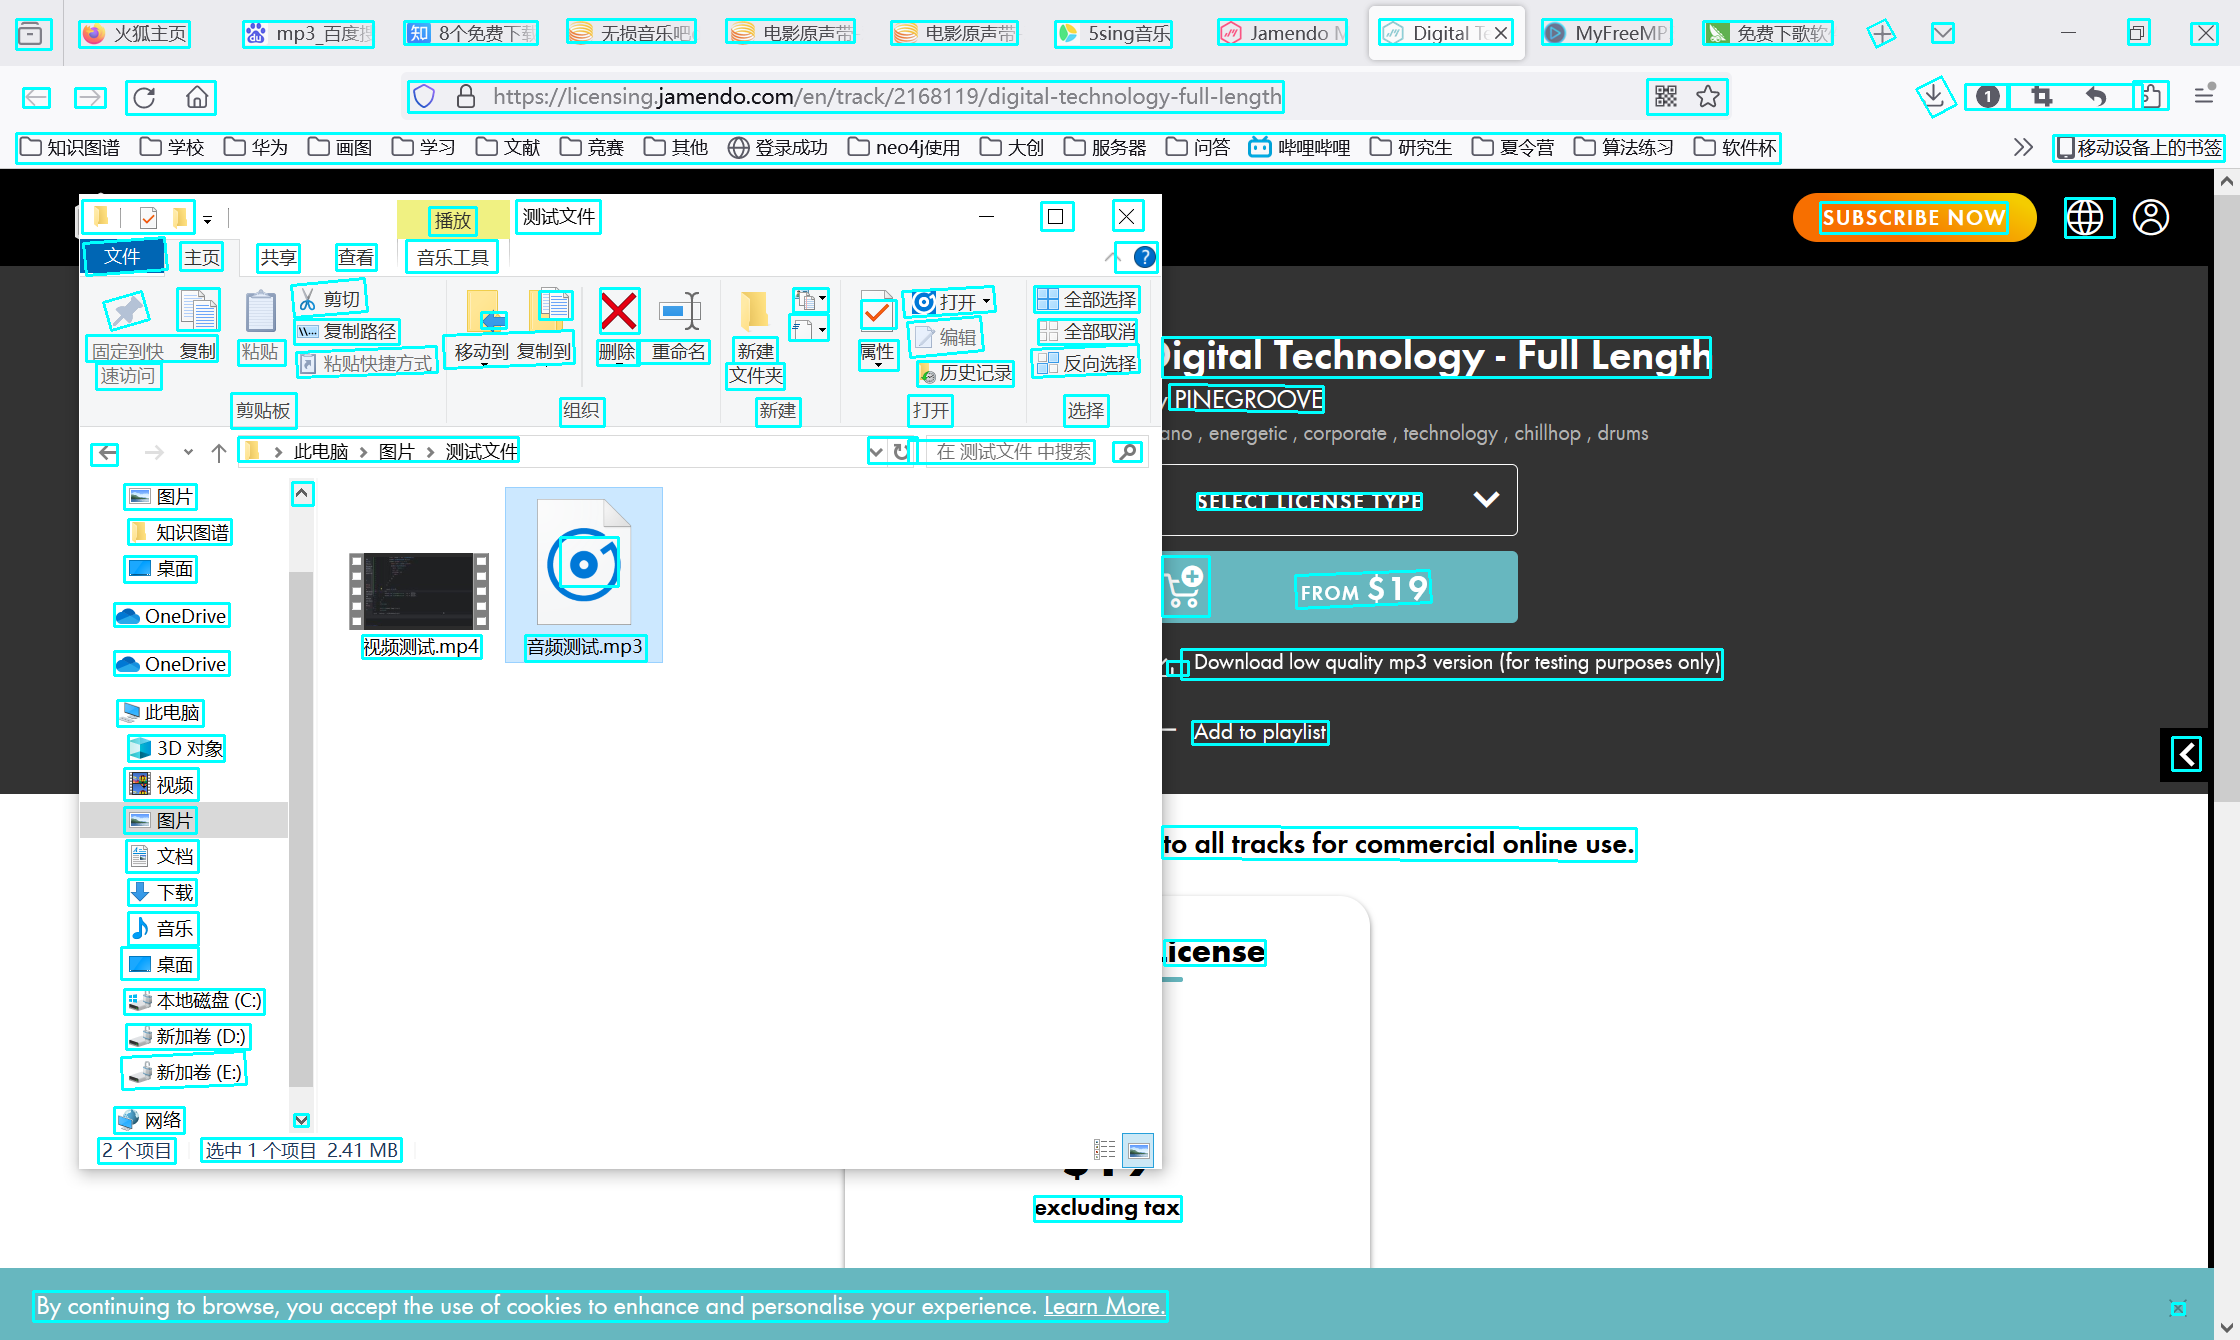 火狐主页
mp3_百度搜
8个免费下载
无损音乐吧
电影原声带
电影原声带
5sing音乐
Jamendo M
Digital Te
MyFreeMP
免费下歌软
https://licensing.jamendo.com/en/track/2168119/digital-technology-full-length
1
知识图谱 学校 华为 画图 学习 文献 竞赛 其他 登录成功 neo4j使用 大创 服务器 问答 哔哩哔哩 研究生 夏令营 算法练习 软件杯
移动设备上的书签
播放
测试文件
文件
主页
共享
查看
音乐工具
固定到快
速访问
复制
粘贴
剪切
复制路径
粘贴快捷方式
剪贴板
移动到
复制到
删除
重命名
组织
新建
文件夹
新建
属性
打开
编辑
历史记录
打开
全部选择
全部取消
反向选择
选择
此电脑 图片 测试文件
在 测试文件 中搜索
图片
知识图谱
桌面
OneDrive
OneDrive
此电脑
3D 对象
视频
图片
文档
下载
音乐
桌面
本地磁盘 (C:)
新加卷 (D:)
新加卷 (E:)
网络
视频测试.mp4
音频测试.mp3
2 个项目
选中 1 个项目 2.41 MB
SUBSCRIBE NOW
Digital Technology - Full Length
PINEGROOVE
ano , energetic , corporate , technology , chillhop , drums
SELECT LICENSE TYPE
FROM $19
Download low quality mp3 version (for testing purposes only)
Add to playlist
to all tracks for commercial online use.
License
$19
excluding tax
By continuing to browse, you accept the use of cookies to enhance and personalise your experience. Learn More.